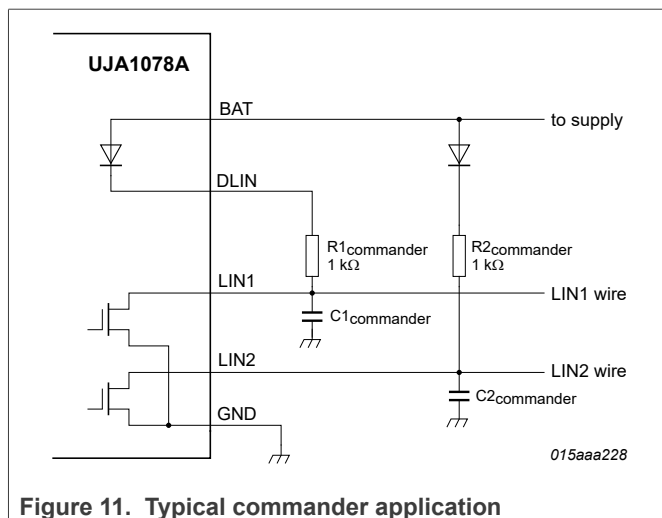 UJA1078A
BAT
to supply
DLIN
R1commander
1 kΩ
R2commander
1 kΩ
LIN1
LIN1 wire
C1commander
LIN2
LIN2 wire
C2commander
GND
015aaa228
Figure 11. Typical commander application